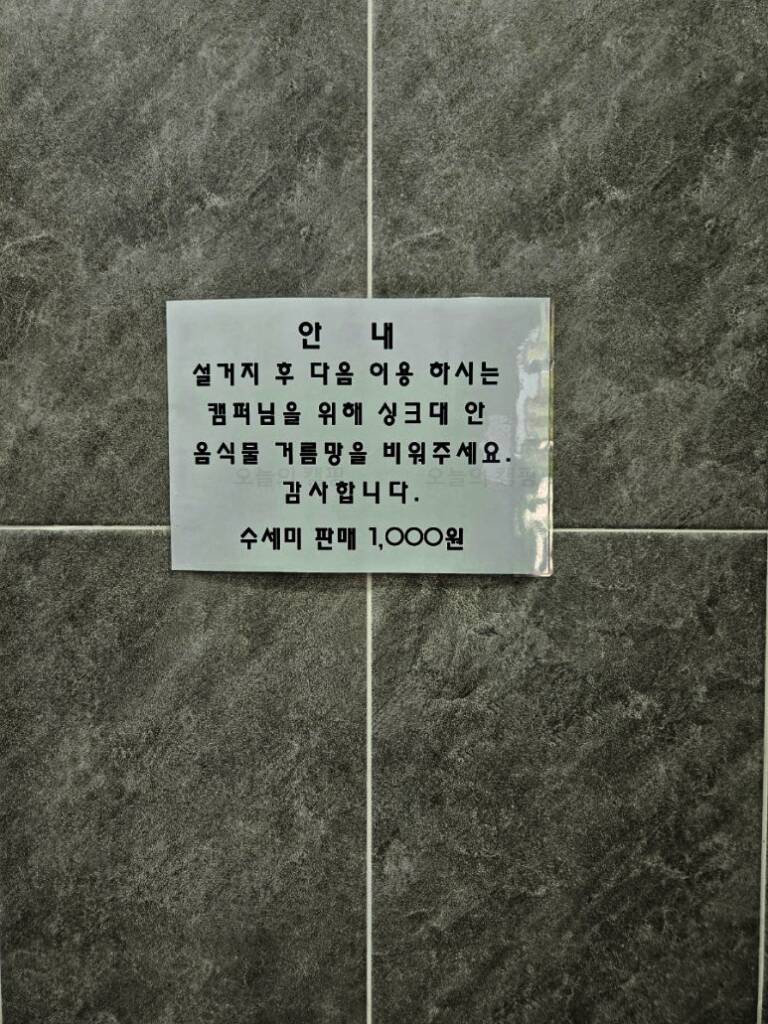 안 내
설거지 후 다음 이용 하시는
캠퍼님을 위해 싱크대 안
음식물 거름망을 비워주세요.
감사합니다.
수세미 판매 1,000원